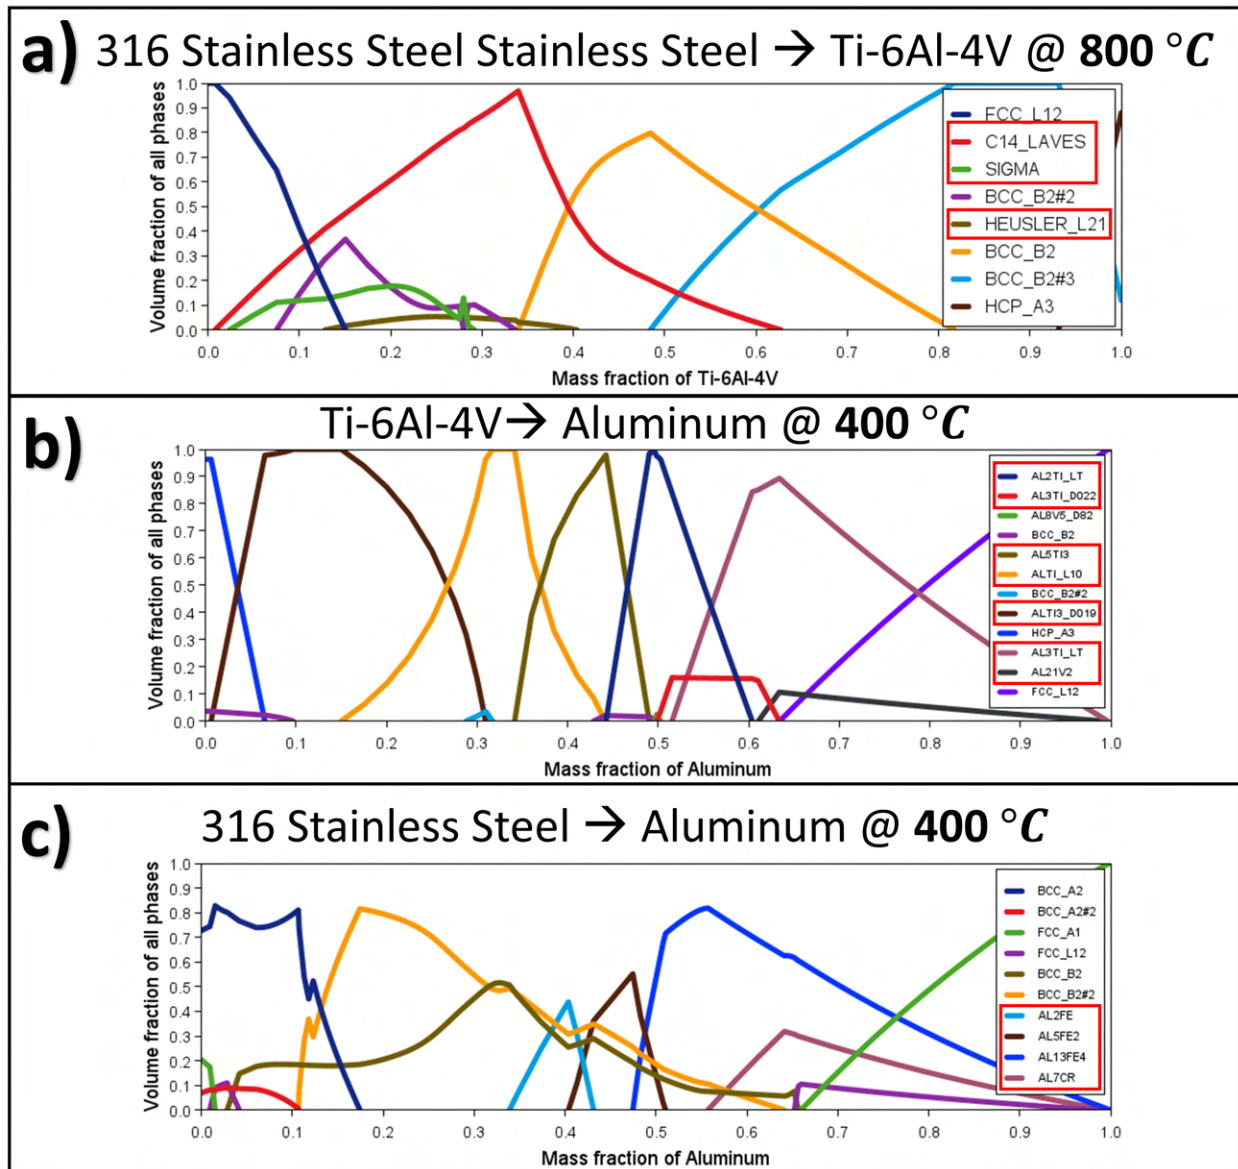 a) 316 Stainless Steel Stainless Steel → Ti-6Al-4V @ 800 °C
Volume fraction of all phases
1.0
0.9
0.8
0.7
0.6
0.5
0.4
0.3
0.2
0.1
0.0
0.0 0.1 0.2 0.3 0.4 0.5 0.6 0.7 0.8 0.9 1.0
Mass fraction of Ti-6Al-4V
FCC_L12
C14_LAVES
SIGMA
BCC_B2#2
HEUSLER_L21
BCC_B2
BCC_B2#3
HCP_A3
b) Ti-6Al-4V→ Aluminum @ 400 °C
Volume fraction of all phases
1.0
0.9
0.8
0.7
0.6
0.5
0.4
0.3
0.2
0.1
0.0
0.0 0.1 0.2 0.3 0.4 0.5 0.6 0.7 0.8 0.9 1.0
Mass fraction of Aluminum
AL2TI_LT
AL3TI_D022
AL8V5_D82
BCC_B2
AL5TI3
ALTI_L10
BCC_B2#2
ALTI3_D019
HCP_A3
AL3TI_LT
AL21V2
FCC_L12
c) 316 Stainless Steel → Aluminum @ 400 °C
Volume fraction of all phases
1.0
0.9
0.8
0.7
0.6
0.5
0.4
0.3
0.2
0.1
0.0
0.0 0.1 0.2 0.3 0.4 0.5 0.6 0.7 0.8 0.9 1.0
Mass fraction of Aluminum
BCC_A2
BCC_A2#2
FCC_A1
FCC_L12
BCC_B2
BCC_B2#2
AL2FE
AL5FE2
AL13FE4
AL7CR